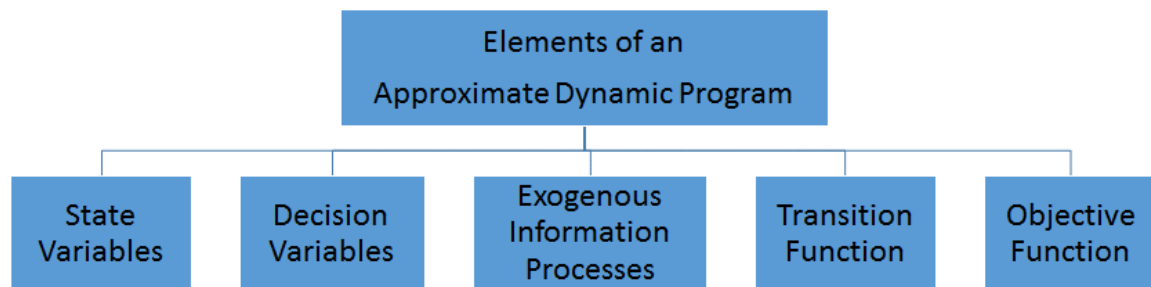 Elements of an
Approximate Dynamic Program
State
Variables
Decision
Variables
Exogenous
Information
Processes
Transition
Function
Objective
Function